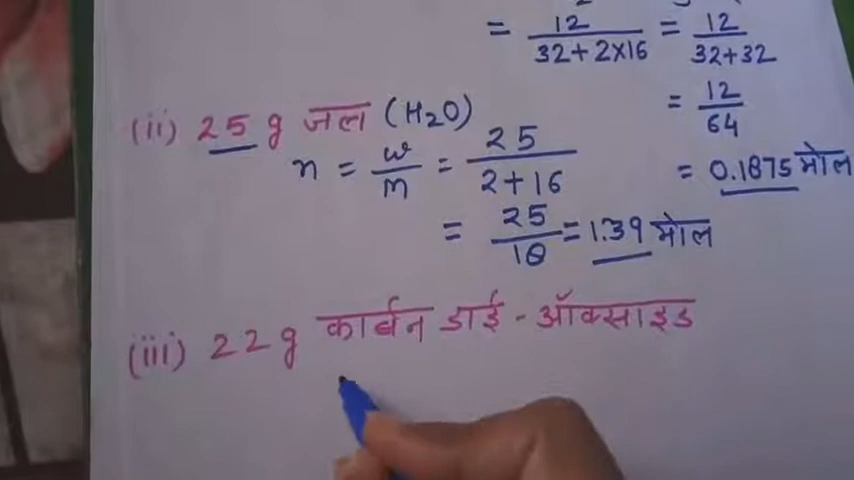 = 12/32+2×16 = 12/32+32
= 12/64
= 0.1875 मोल
(ii) 25 g जल (H₂O)
n = w/m = 25/2+16
= 25/18 = 1.39 मोल
(iii) 22 g कार्बन डाई - ऑक्साइड